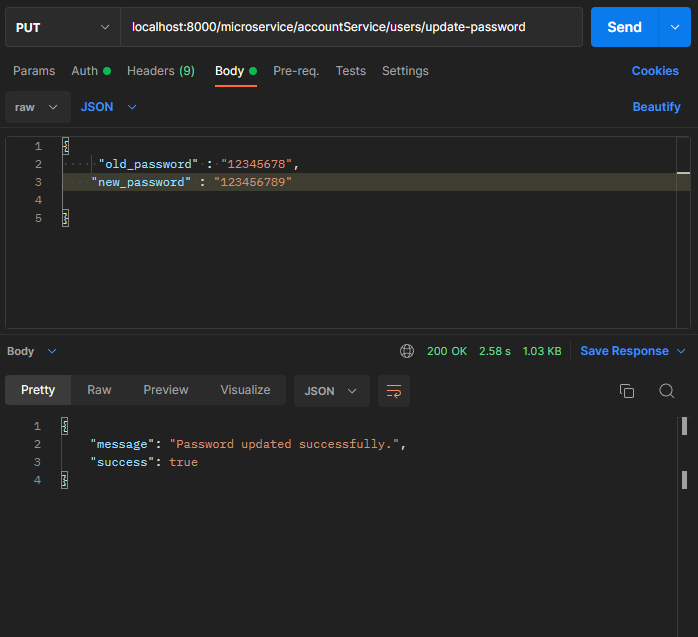 PUT localhost:8000/microservice/accountService/users/update-password Send
Params Auth Headers (9) Body Pre-req. Tests Settings Cookies
raw JSON Beautify
1 {
2 "old_password" : "12345678",
3 "new_password" : "123456789"
4
5 }
Body 200 OK 2.58 s 1.03 KB Save Response
Pretty Raw Preview Visualize JSON
1 {
2 "message": "Password updated successfully.",
3 "success": true
4 }